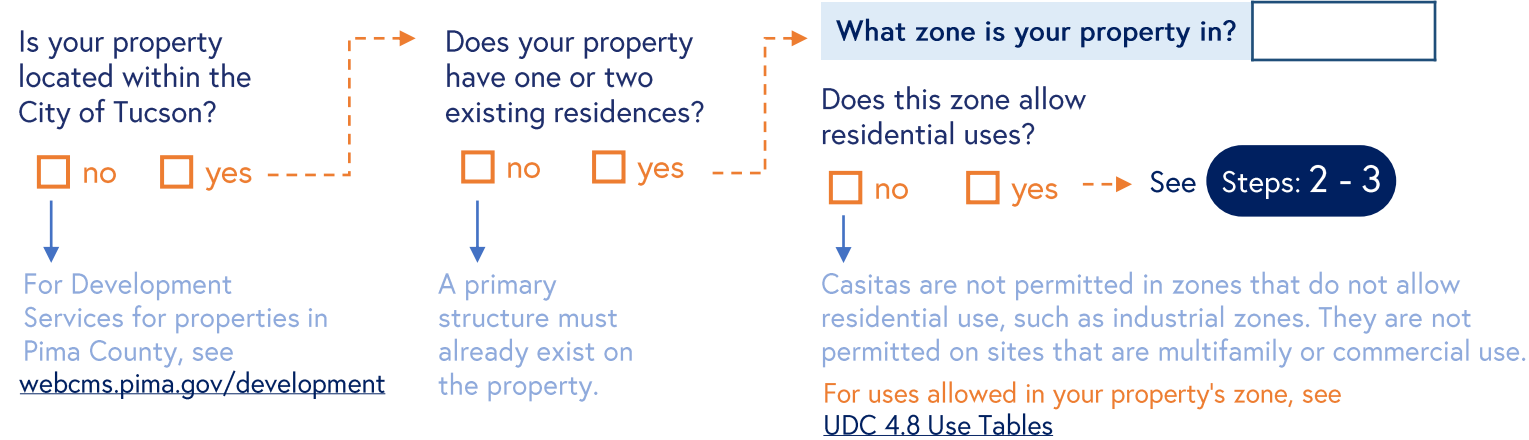 Is your property
located within the
City of Tucson?
no
yes
For Development
Services for properties in
Pima County, see
webcms.pima.gov/development
Does your property
have one or two
existing residences?
no
yes
A primary
structure must
already exist on
the property.
What zone is your property in?
Does this zone allow
residential uses?
no
yes
See Steps: 2 - 3
Casitas are not permitted in zones that do not allow
residential use, such as industrial zones. They are not
permitted on sites that are multifamily or commercial use.
For uses allowed in your property's zone, see
UDC 4.8 Use Tables